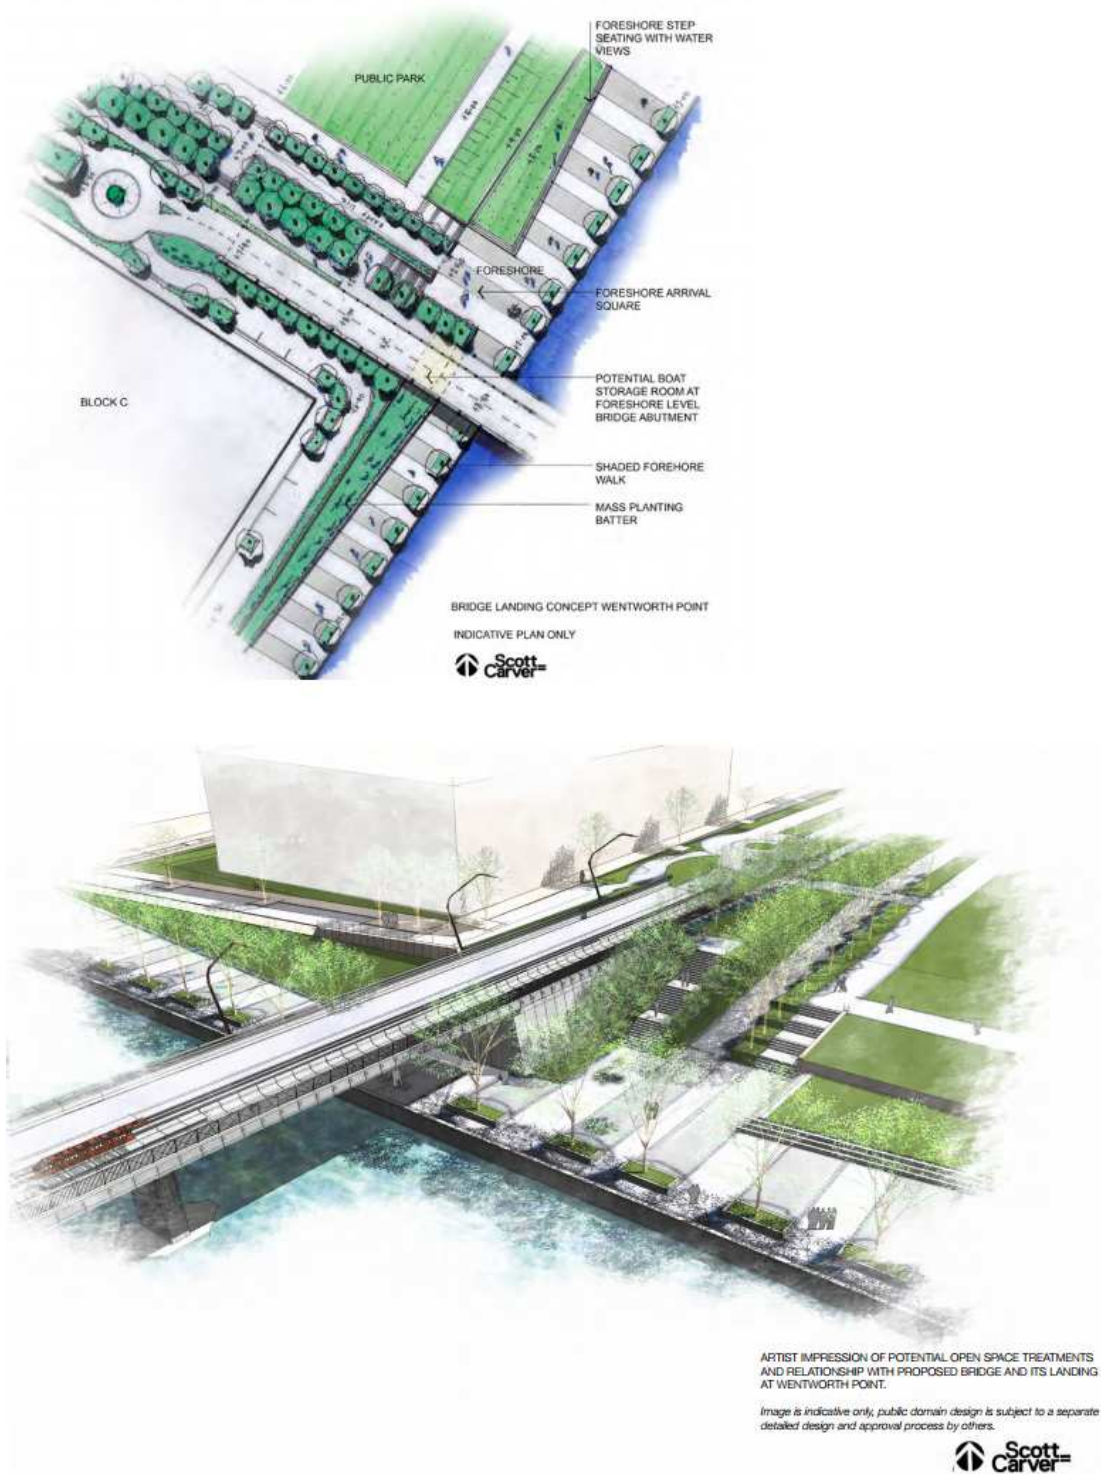 FORESHORE STEP
SEATING WITH WATER
VIEWS
PUBLIC PARK
FORESHORE
FORESHORE ARRIVAL
SQUARE
POTENTIAL BOAT
STORAGE ROOM AT
FORESHORE LEVEL
BRIDGE ABUTMENT
BLOCK C
SHADED FOREHORE
WALK
MASS PLANTING
BATTER
BRIDGE LANDING CONCEPT WENTWORTH POINT
INDICATIVE PLAN ONLY
Scott
Carver
ARTIST IMPRESSION OF POTENTIAL OPEN SPACE TREATMENTS
AND RELATIONSHIP WITH PROPOSED BRIDGE AND ITS LANDING
AT WENTWORTH POINT.
Image is indicative only, public domain design is subject to a separate
detailed design and approval process by others.
Scott
Carver